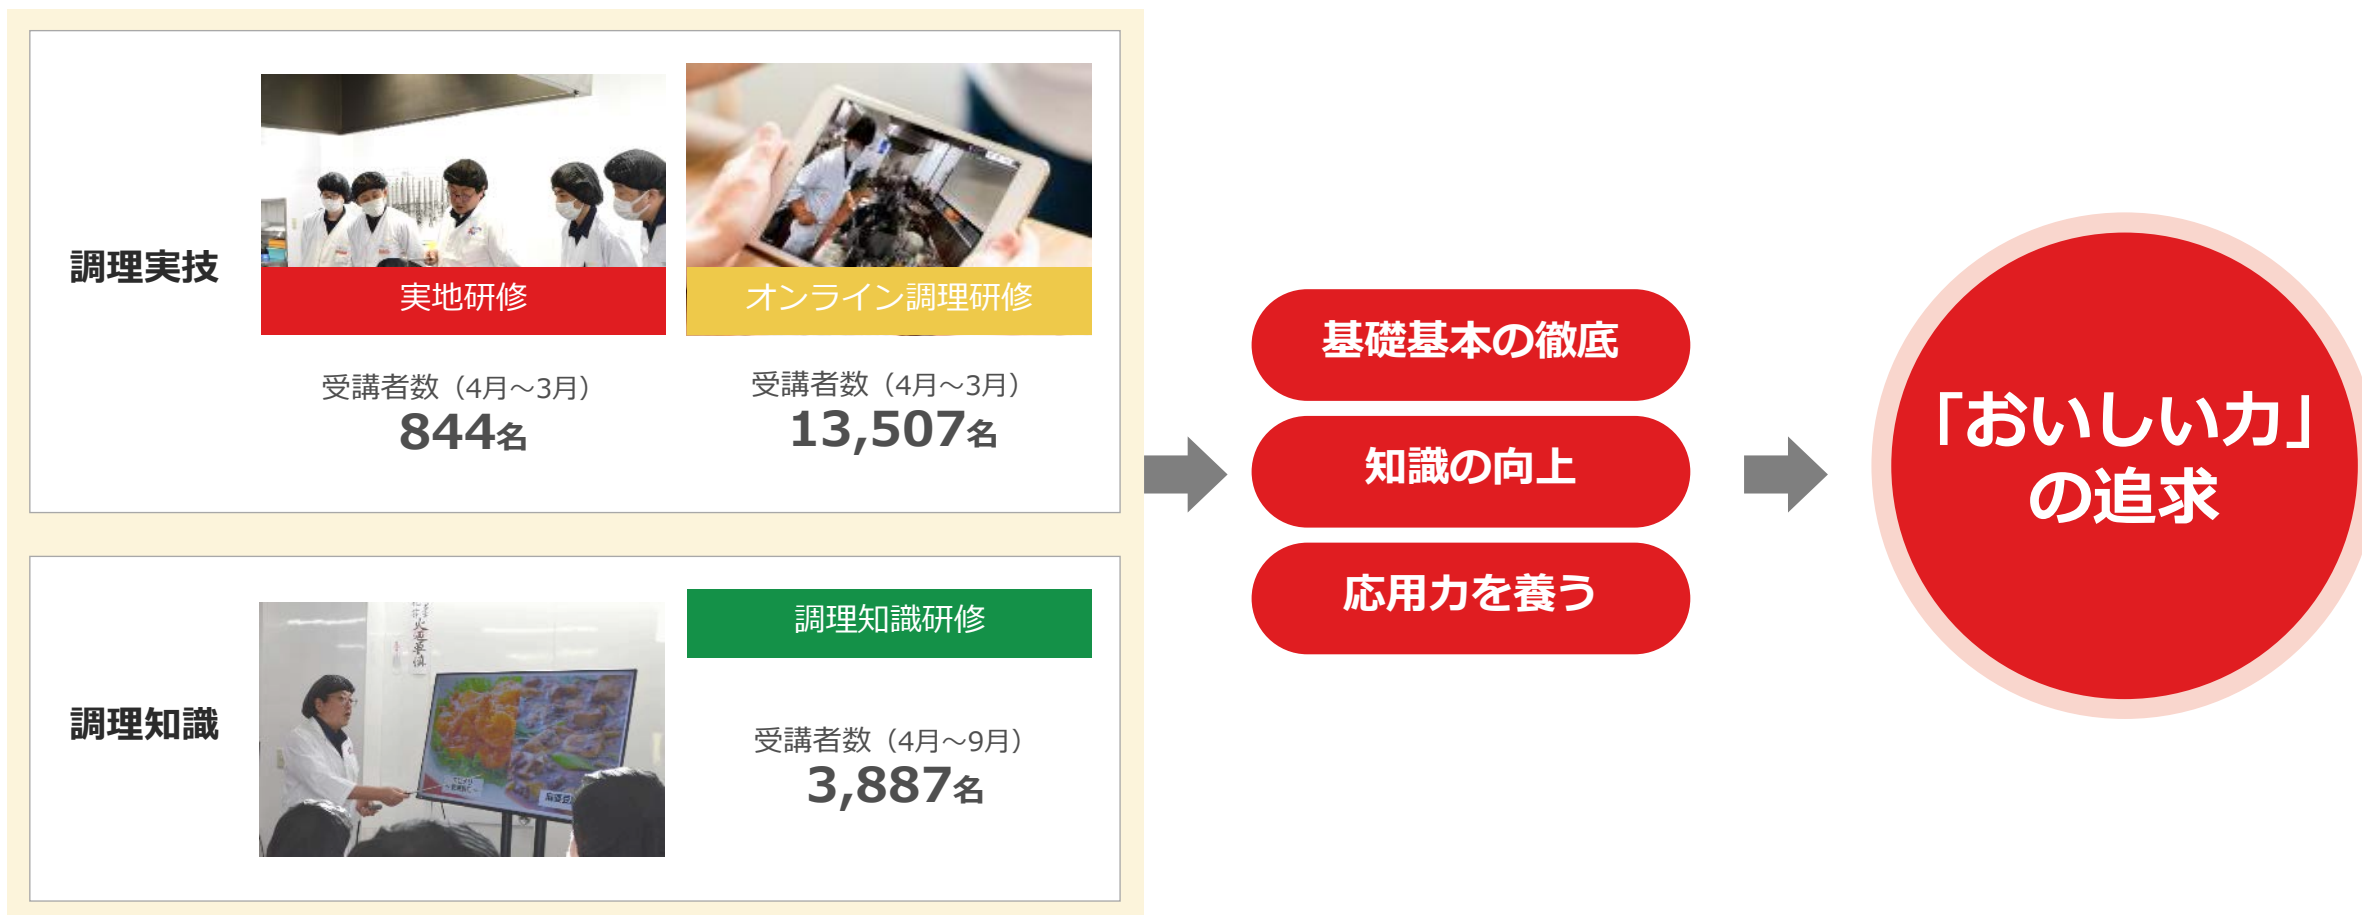 調理実技
実地研修
受講者数（4月～3月）
844名
オンライン調理研修
受講者数（4月～3月）
13,507名
調理知識
調理知識研修
受講者数（4月～9月）
3,887名
基礎基本の徹底
知識の向上
応用力を養う
「おいしい力」
の追求